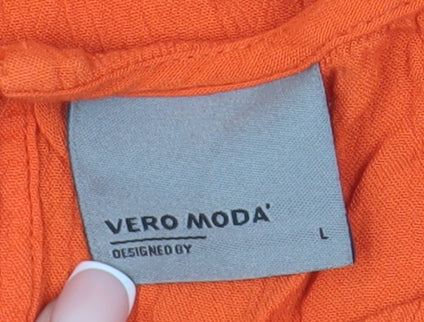 VERO MODA'
DESIGNED BY
L